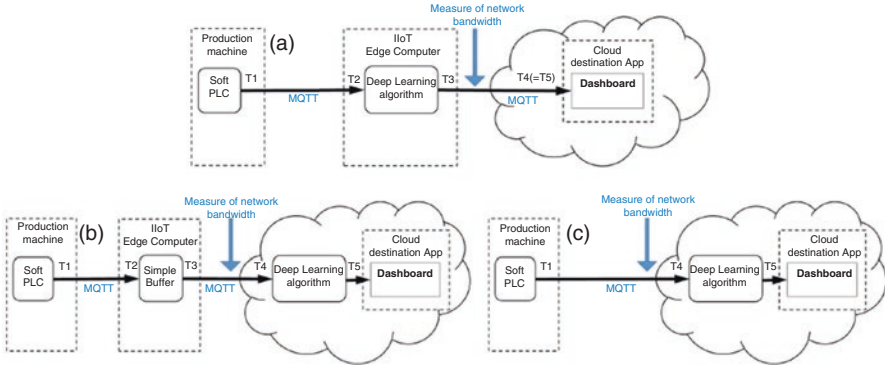 Measure of network
bandwidth
Production
machine
(a)
IIoT
Edge Computer
Cloud
destination App
Soft
PLC
T1
MQTT
T2
Deep Learning
algorithm
T3
T4(=T5)
MQTT
Dashboard
Measure of network
bandwidth
Production
machine
(b)
IIoT
Edge Computer
Cloud
destination App
Soft
PLC
T1
MQTT
T2
Simple
Buffer
T3
MQTT
T4
Deep Learning
algorithm
T5
Dashboard
Measure of network
bandwidth
Production
machine
(c)
Cloud
destination App
Soft
PLC
T1
MQTT
T4
Deep Learning
algorithm
T5
Dashboard